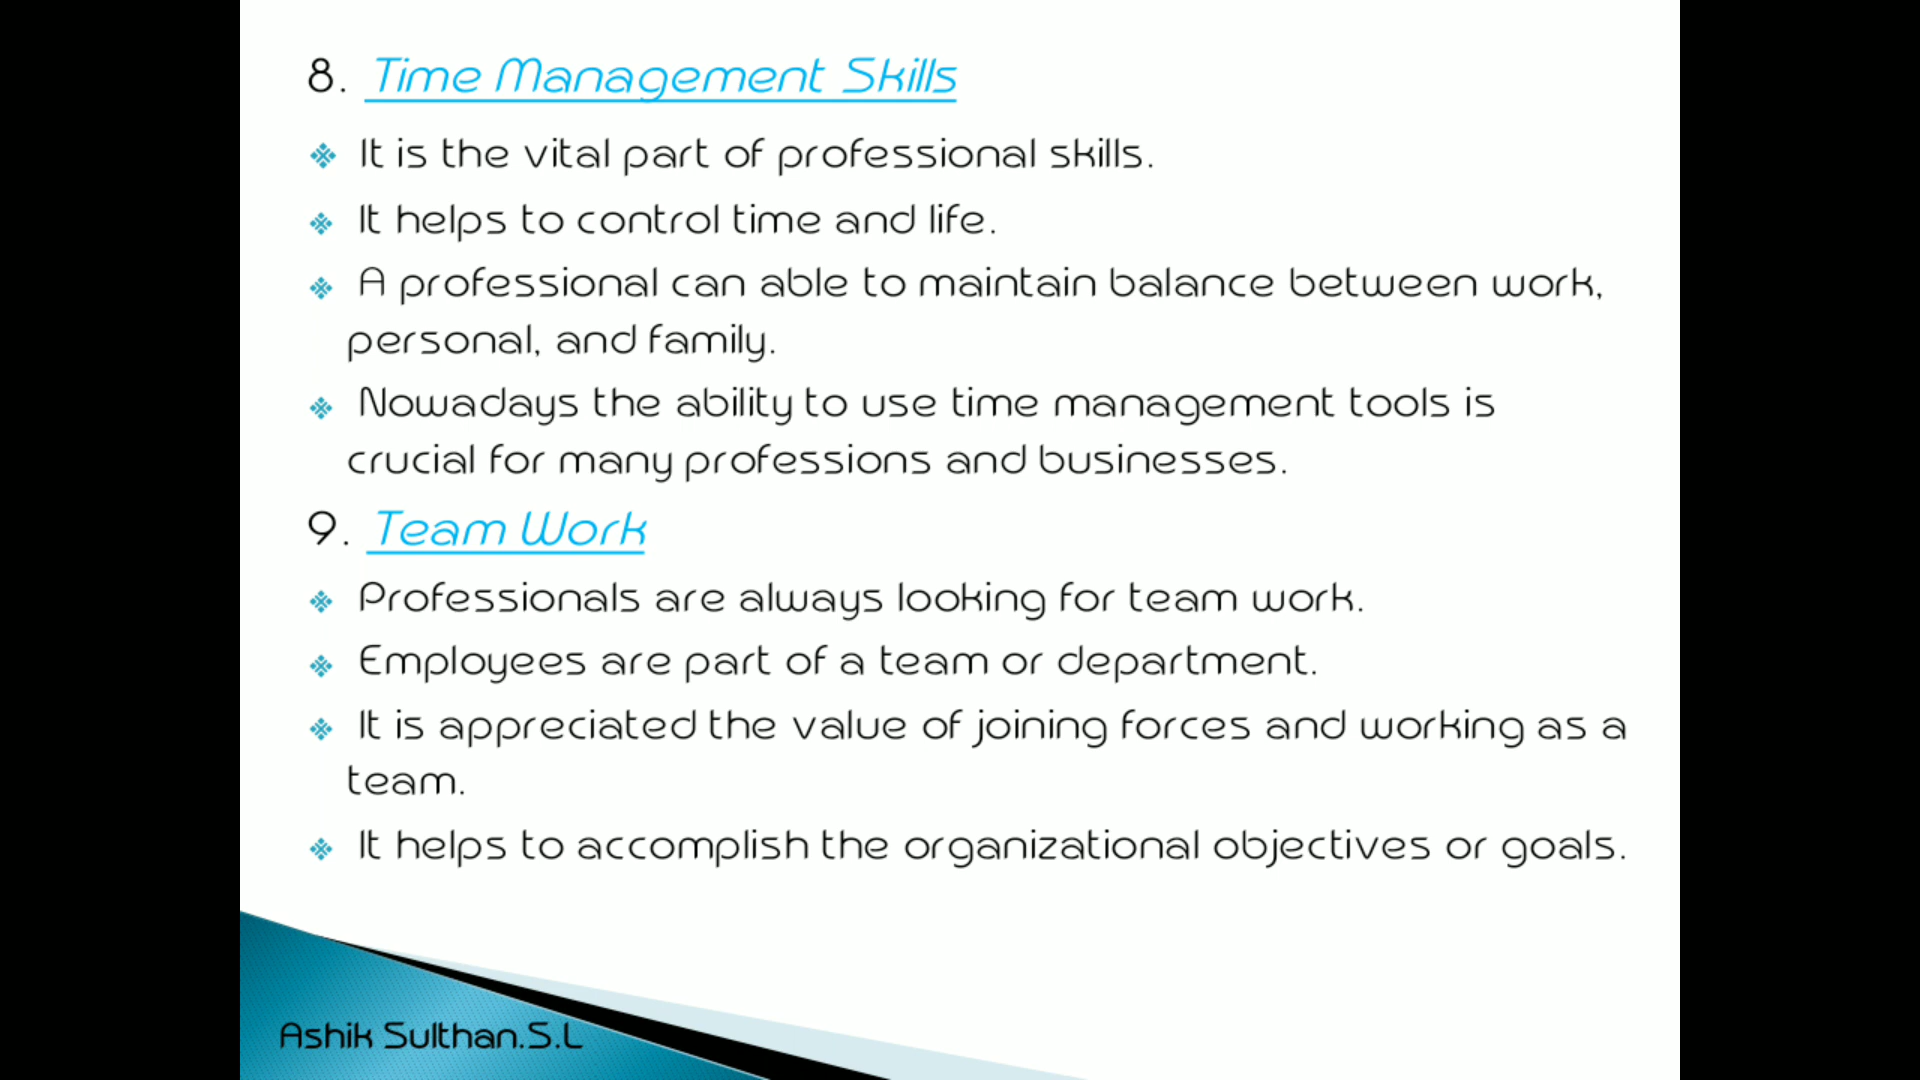 8. Time Management Skills
It is the vital part of professional skills.
It helps to control time and life.
A professional can able to maintain balance between work,
personal, and family.
Nowadays the ability to use time management tools is
crucial for many professions and businesses.
9. Team Work
Professionals are always looking for team work.
Employees are part of a team or department.
It is appreciated the value of joining forces and working as a
team.
It helps to accomplish the organizational objectives or goals.
Ashik Sulthan.S.L